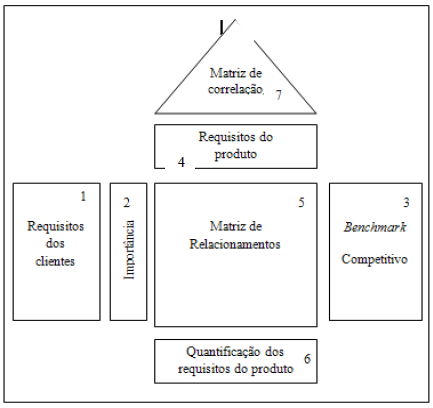 Matriz de
correlação. 7
Requisitos do
produto
4
1
Requisitos
dos
clientes
2
Importância
5
Matriz de
Relacionamentos
3
Benchmark
Competitivo
Quantificação dos
requisitos do produto 6